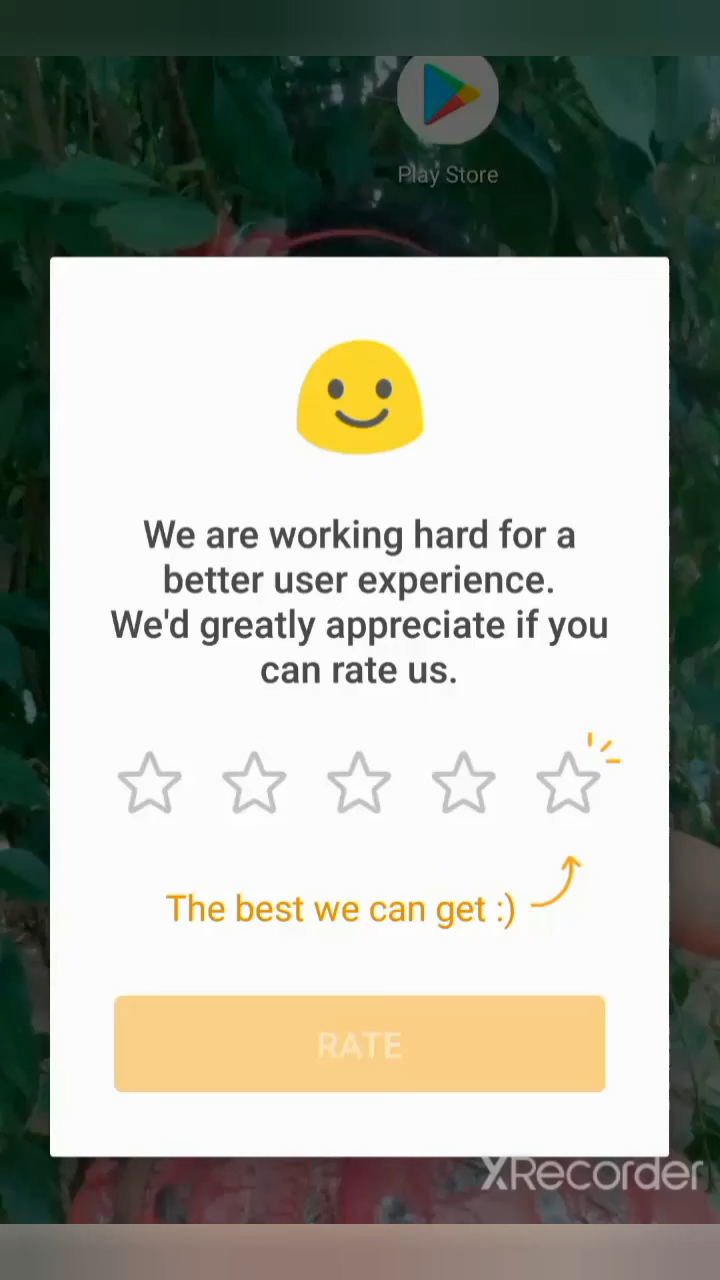 Play Store
We are working hard for a
better user experience.
We'd greatly appreciate if you
can rate us.
The best we can get :)
RATE
XRecorder